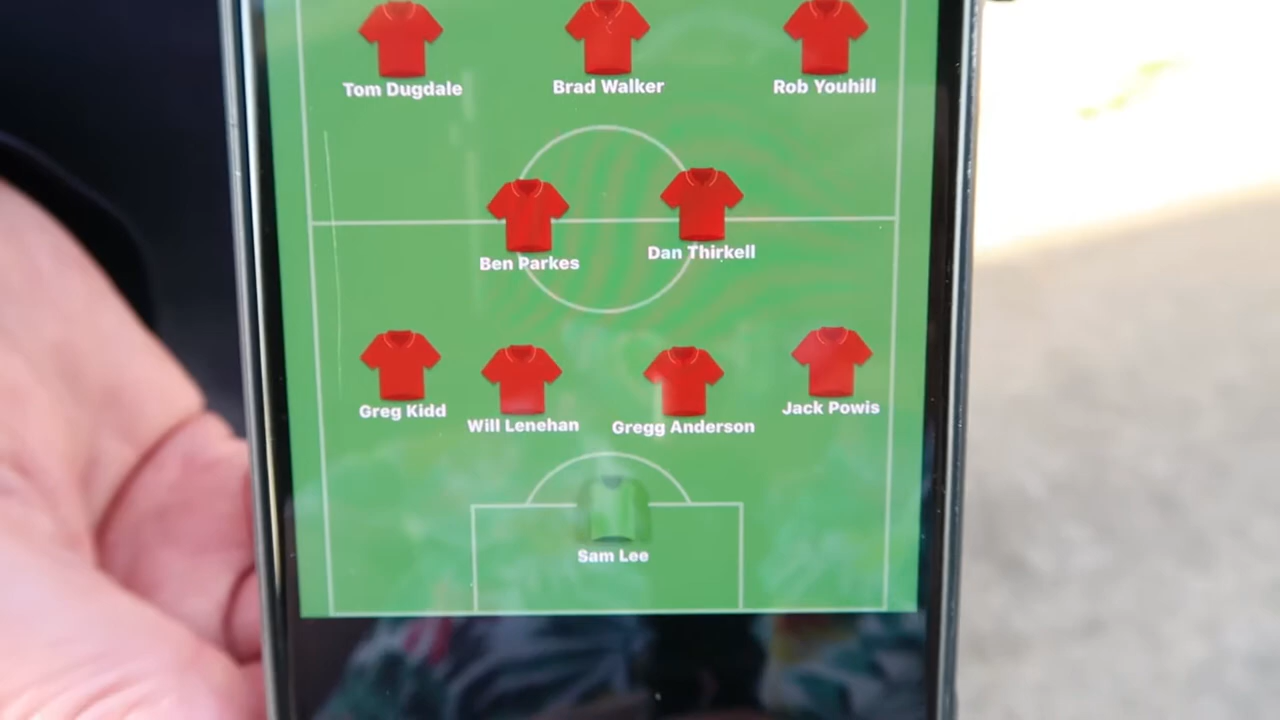 Tom Dugdale
Brad Walker
Rob Youhill
Ben Parkes
Dan Thirkell
Greg Kidd
Will Lenehan
Gregg Anderson
Jack Powis
Sam Lee